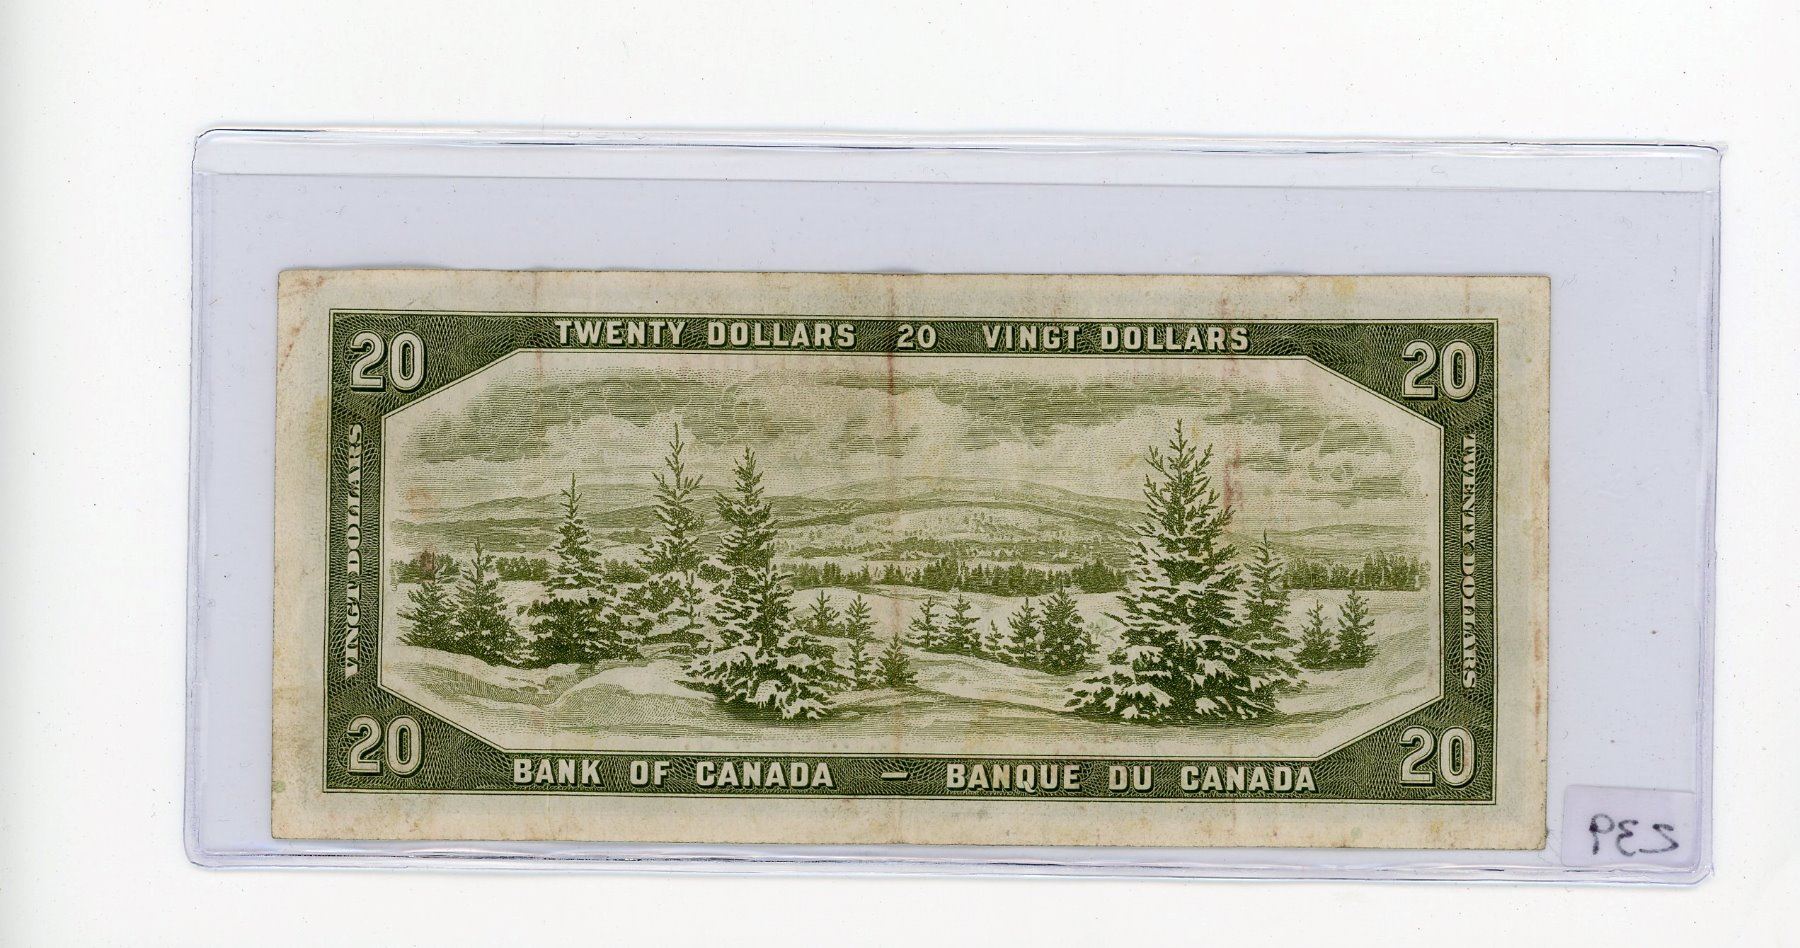 TWENTY DOLLARS 20 VINGT DOLLARS
20
20
VINGT DOLLARS
TWENTY DOLLARS
20
20
BANK OF CANADA — BANQUE DU CANADA
239